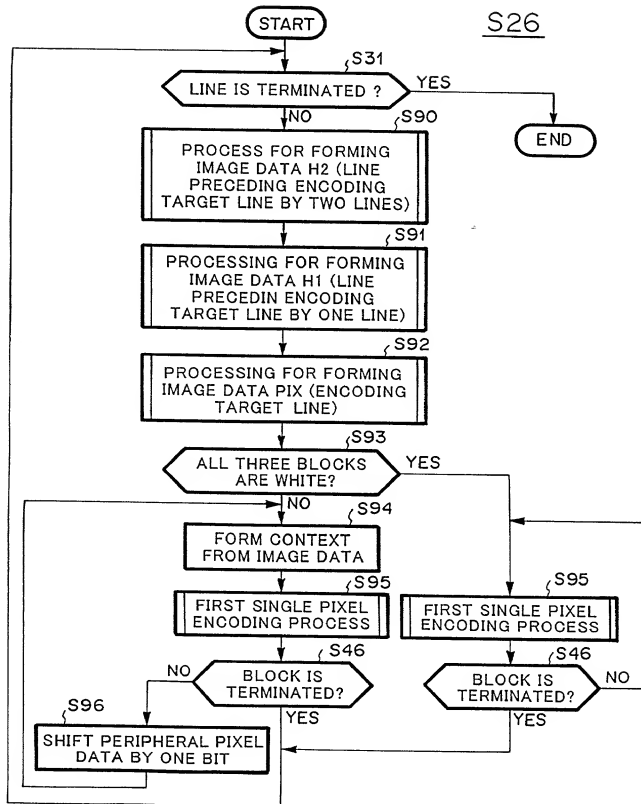 START
S26
S31
LINE IS TERMINATED ?
YES
NO
S90
END
PROCESS FOR FORMING
IMAGE DATA H2 (LINE
PRECEDING ENCODING
TARGET LINE BY TWO LINES)
S91
PROCESSING FOR FORMING
IMAGE DATA H1 (LINE
PRECEDIN ENCODING
TARGET LINE BY ONE LINE)
S92
PROCESSING FOR FORMING
IMAGE DATA PIX (ENCODING
TARGET LINE)
S93
ALL THREE BLOCKS
ARE WHITE?
YES
NO
S94
FORM CONTEXT
FROM IMAGE DATA
S95
FIRST SINGLE PIXEL
ENCODING PROCESS
S95
FIRST SINGLE PIXEL
ENCODING PROCESS
S46
BLOCK IS
TERMINATED?
NO
YES
S46
BLOCK IS
TERMINATED?
NO
YES
S96
SHIFT PERIPHERAL PIXEL
DATA BY ONE BIT